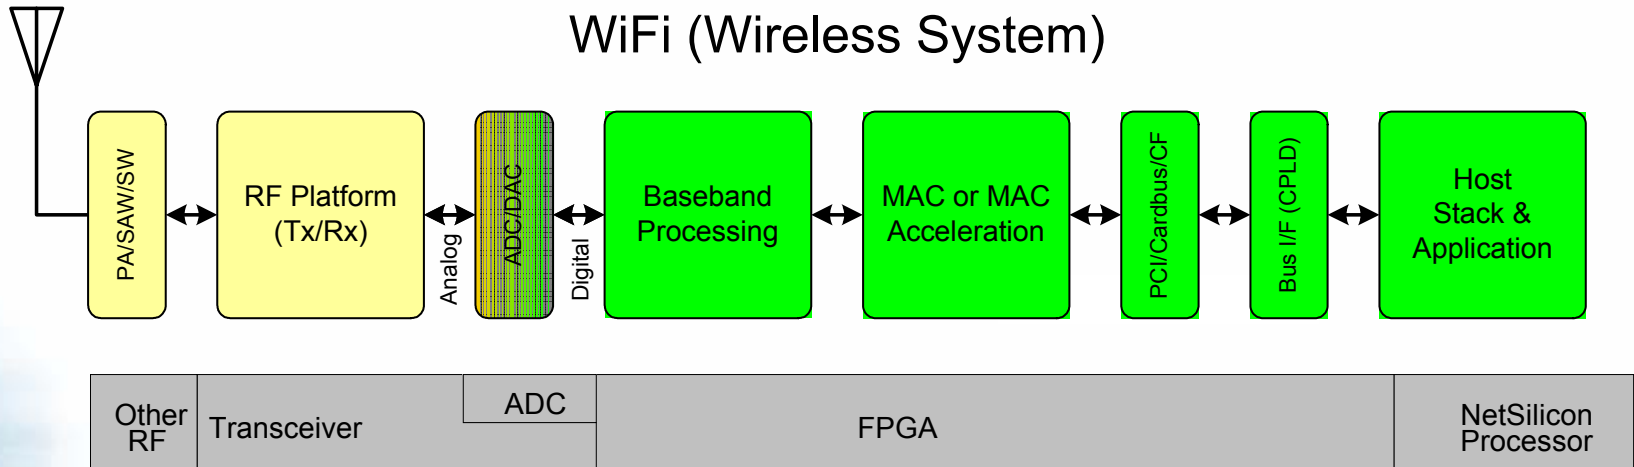 WiFi (Wireless System)
PA/SAW/SW
RF Platform
(Tx/Rx)
Analog
ADC/DAC
Digital
Baseband
Processing
MAC or MAC
Acceleration
PCI/Cardbus/CF
Bus I/F (CPLD)
Host
Stack &
Application
Other
RF
Transceiver
ADC
FPGA
NetSilicon
Processor